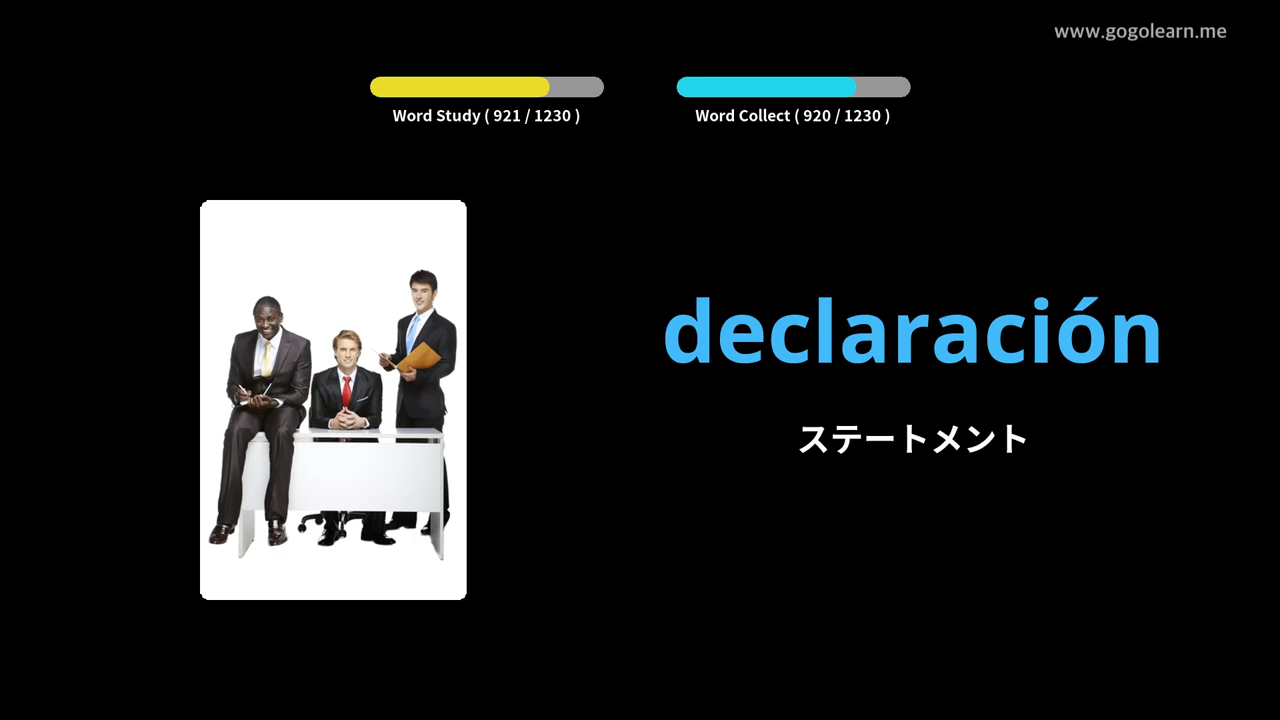 www.gogolearn.me
Word Study ( 921 / 1230 )
Word Collect ( 920 / 1230 )
declaración
ステートメント